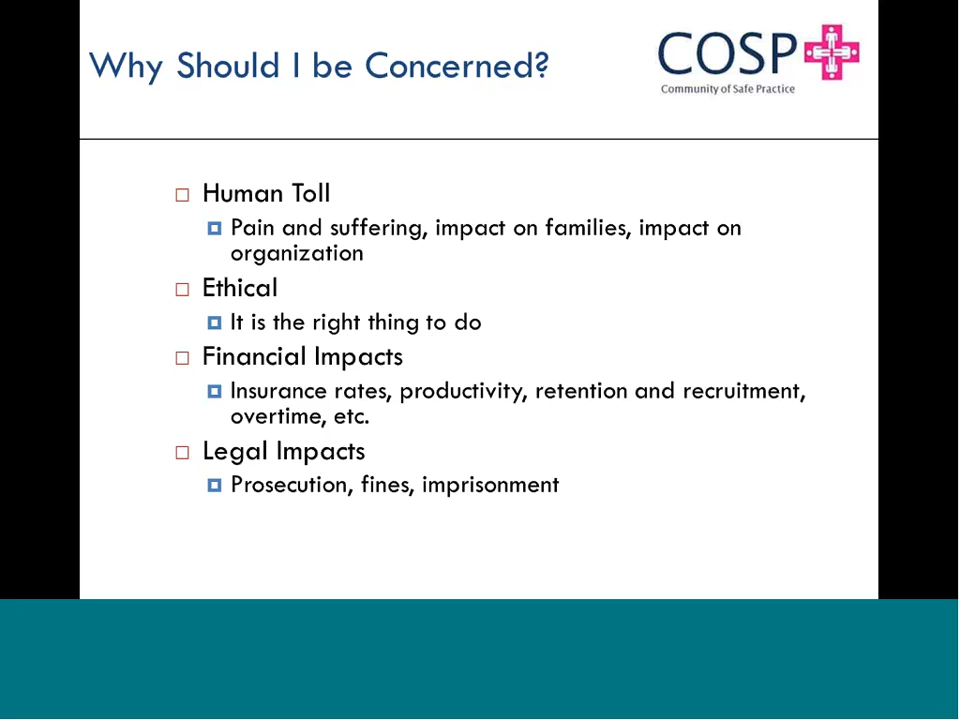 Why Should I be Concerned?
COSP
Community of Safe Practice
Human Toll
Pain and suffering, impact on families, impact on
organization
Ethical
It is the right thing to do
Financial Impacts
Insurance rates, productivity, retention and recruitment,
overtime, etc.
Legal Impacts
Prosecution, fines, imprisonment